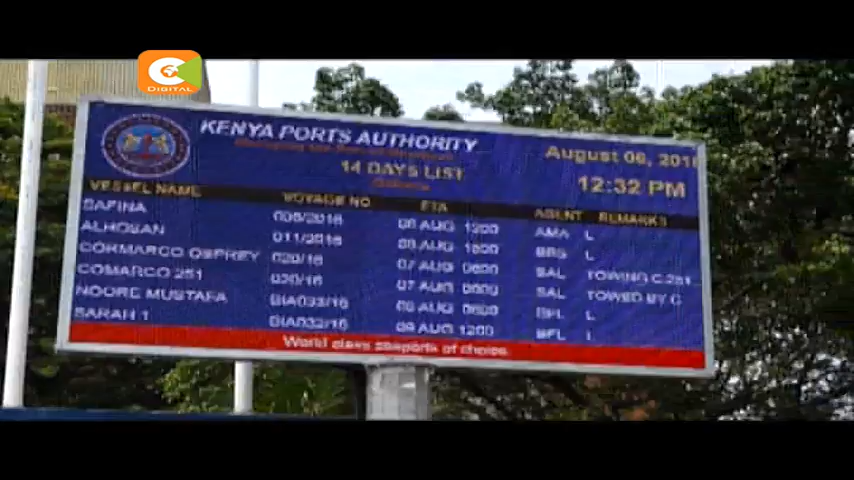 DIGITAL
KENYA PORTS AUTHORITY
14 DAYS LIST
August 06, 201
12:32 PM
VESSEL NAME VOYAGE NO ETA AGENT REMARKS
SAFINA 006/2016 06 AUG 1200 AMA L
ALHOSAN 011/2016 06 AUG 1800 L
CORMARCO OSPREY 020/16 07 AUG 0600 SAL TOWING C.251
COMARCO 251 020/16 07 AUG 0600 SAL TOWED BY C
NOORE MUSTAFA BIA033/16 08 AUG 0600 BFL L
SARAH 1 BIA032/16 09 AUG 1200 BFL L
World class seaports of choice